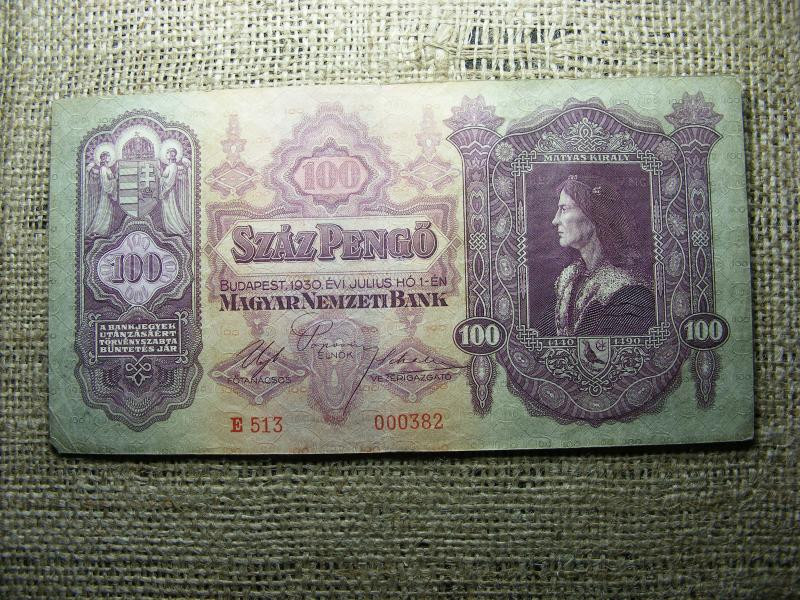 100
SZÁZ PENGŐ
BUDAPEST, 1930. ÉVI JULIUS HÓ 1-ÉN
MAGYAR NEMZETI BANK
ELNÖK
FŐTANÁCSOS
VEZÉRIGAZGATÓ
E 513 000382
100
A BANKJEGYEK
UTÁNZÁSÁÉRT
TÖRVÉNYSZABTA
BÜNTETÉS JÁR
MÁTYÁS KIRÁLY
100
100
1440 1490